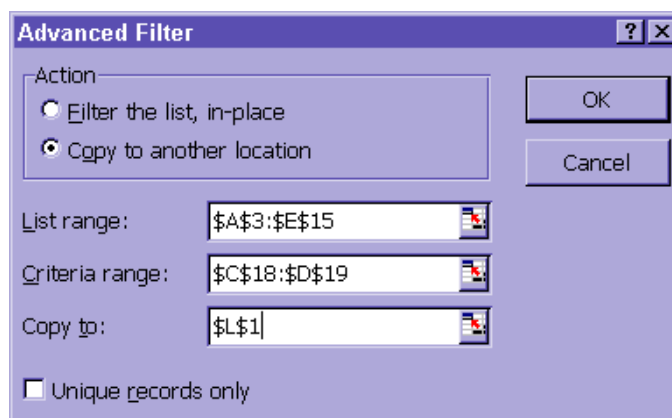 Advanced Filter
Action
Filter the list, in-place
Copy to another location
OK
Cancel
List range: $A$3:$E$15
Criteria range: $C$18:$D$19
Copy to: $L$1
Unique records only